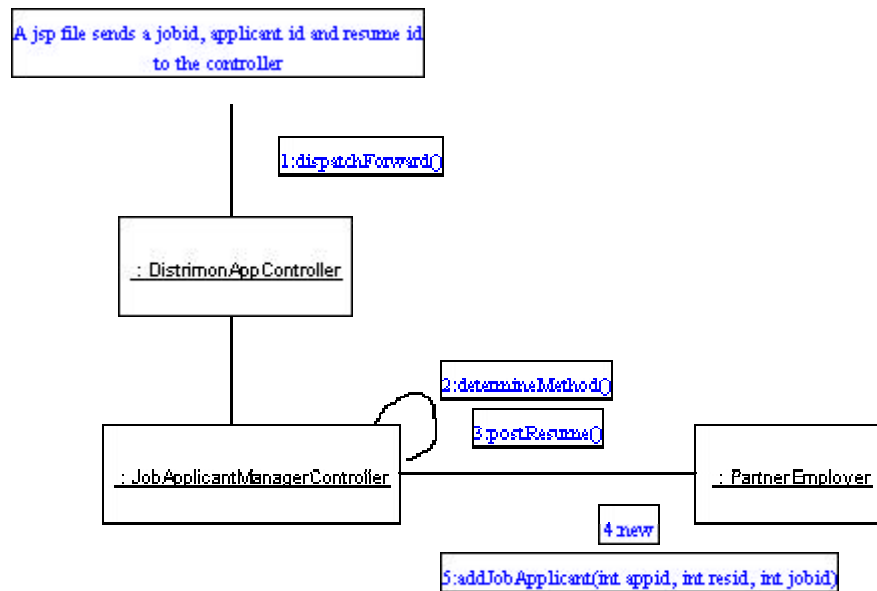 A jsp file sends a jobid, applicant id and resume id
to the controller
1:dispatchForward()
: DistrimonAppController
2:determineMethod()
3:postResume()
: JobApplicantManagerController
: PartnerEmployer
4:new
5:addJobApplicant(int appid, int resid, int jobid)